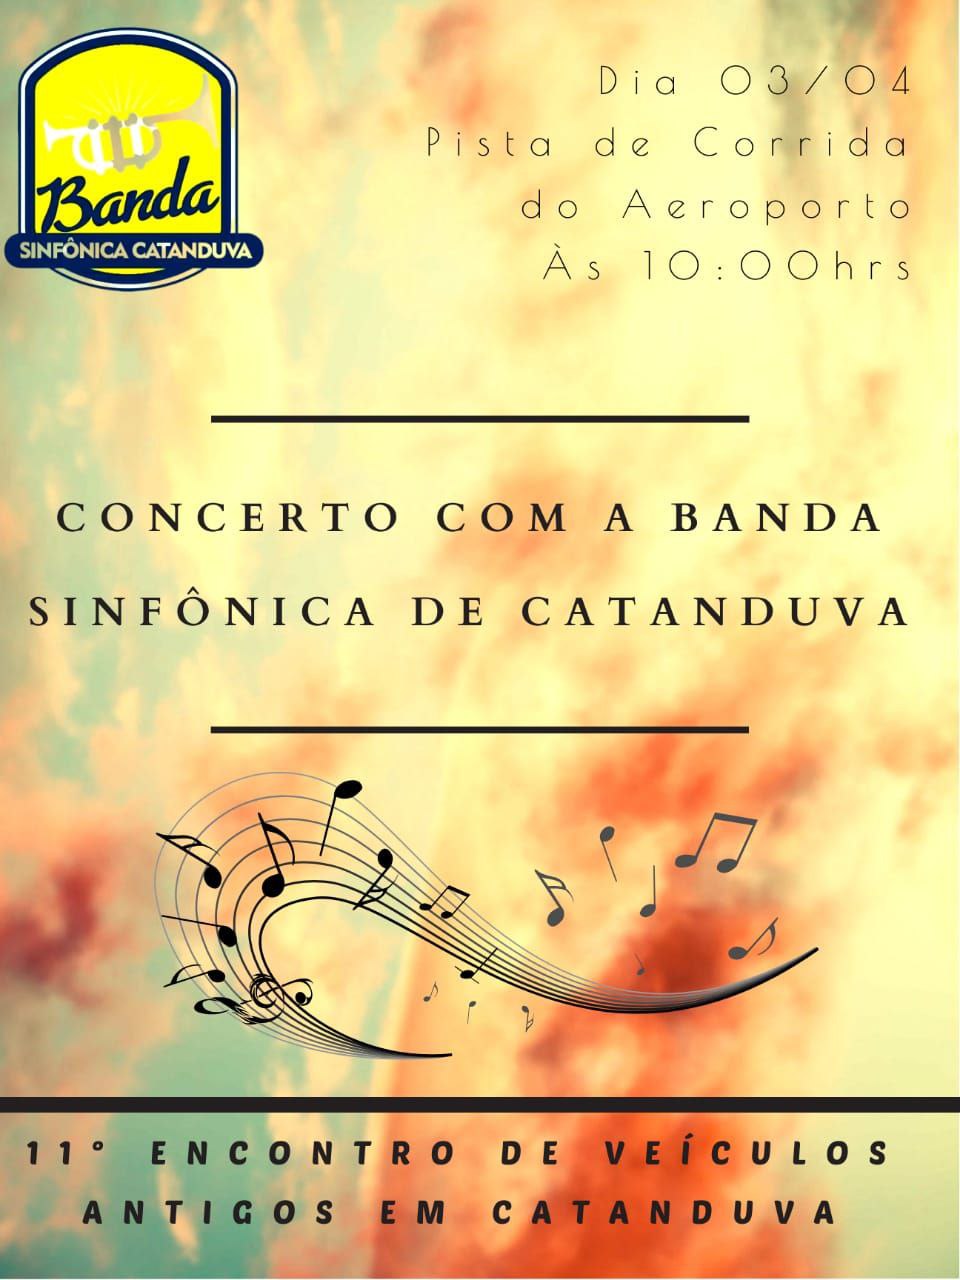 Banda
SINFÔNICA CATANDUVA
Dia 03/04
Pista de Corrida
do Aeroporto
Às 10:00hrs
CONCERTO COM A BANDA
SINFÔNICA DE CATANDUVA
11º ENCONTRO DE VEÍCULOS
ANTIGOS EM CATANDUVA